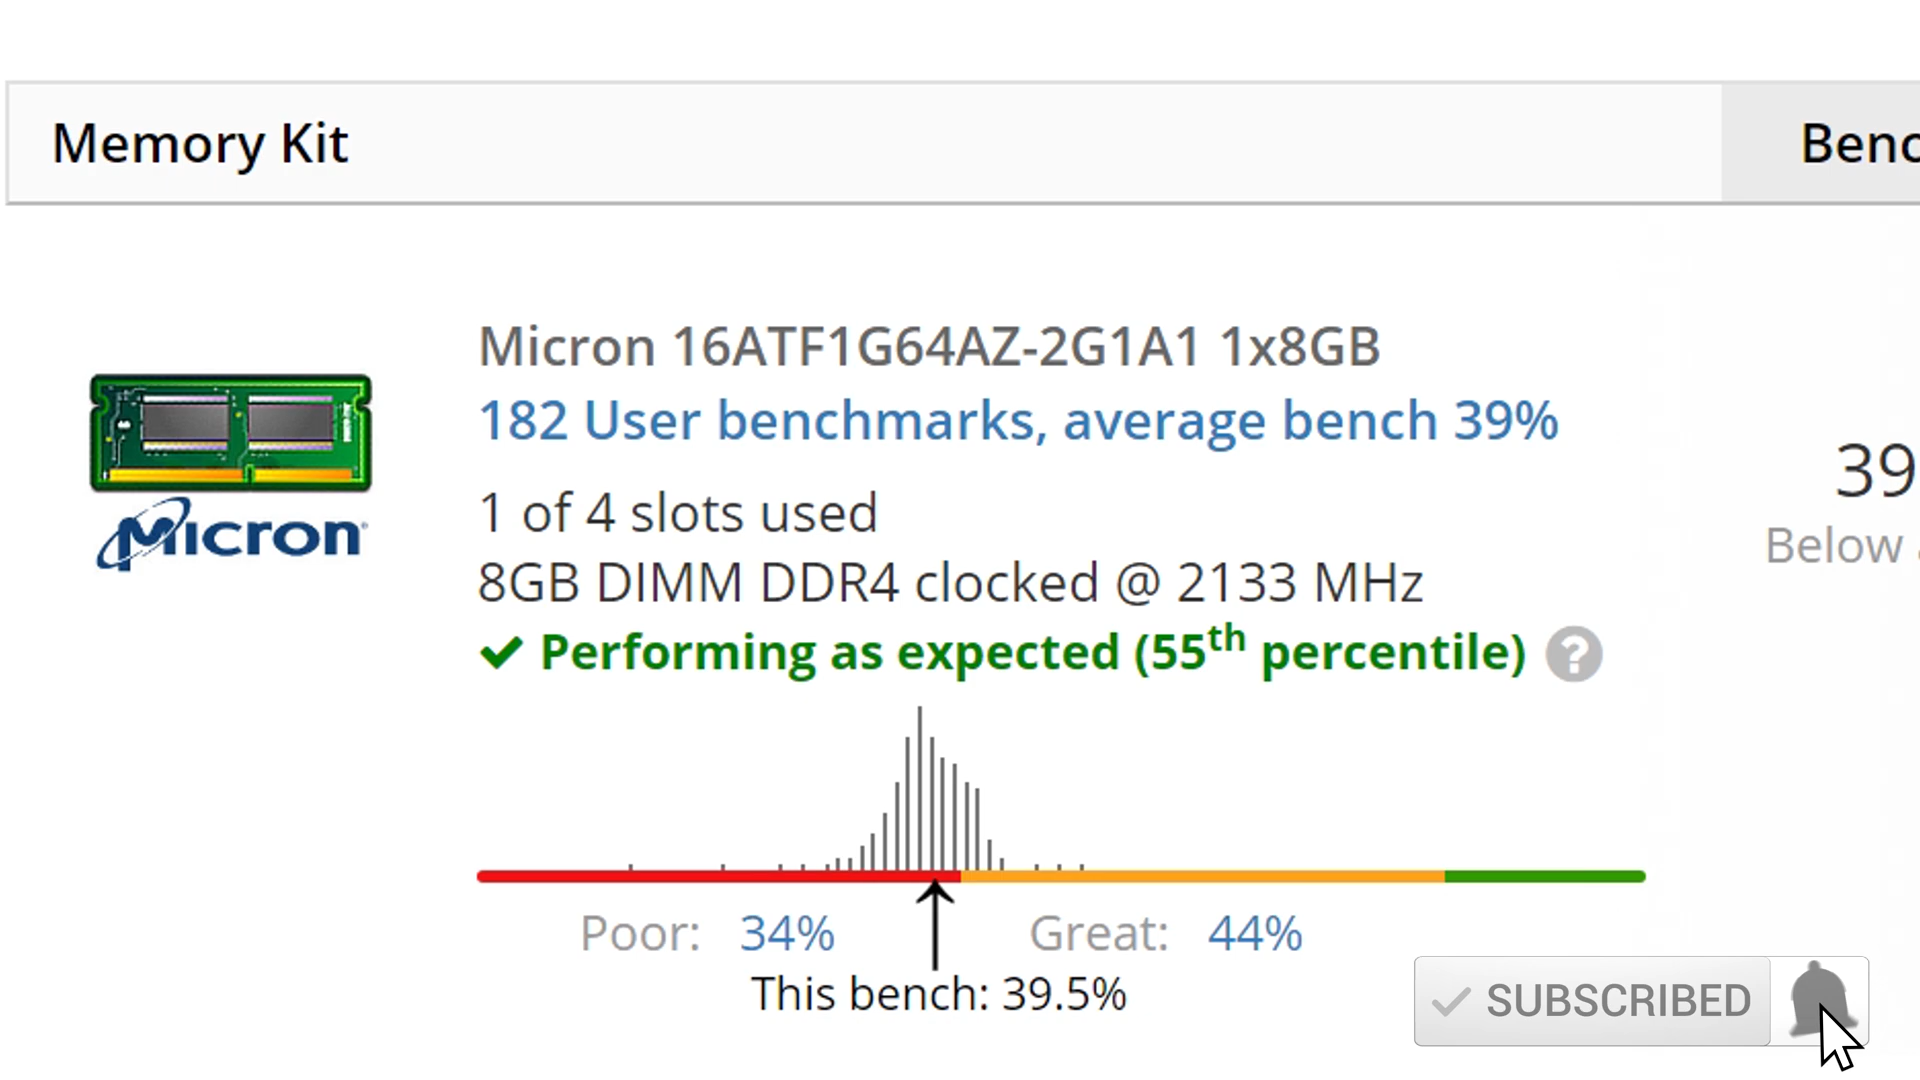 Memory Kit
Benc
Micron 16ATF1G64AZ-2G1A1 1x8GB
182 User benchmarks, average bench 39%
Micron
1 of 4 slots used
8GB DIMM DDR4 clocked @ 2133 MHz
39
Below
Performing as expected (55th percentile) ?
Poor: 34% Great: 44%
This bench: 39.5%
SUBSCRIBED